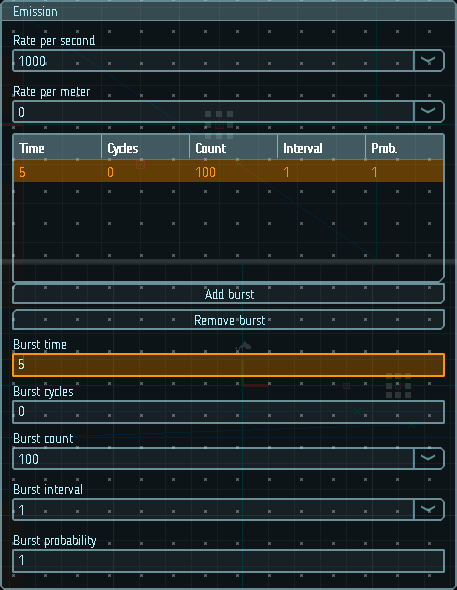 Emission
Rate per second
1000
Rate per meter
0
Time Cycles Count Interval Prob.
5 0 100 1 1
Add burst
Remove burst
Burst time
5
Burst cycles
0
Burst count
100
Burst interval
1
Burst probability
1